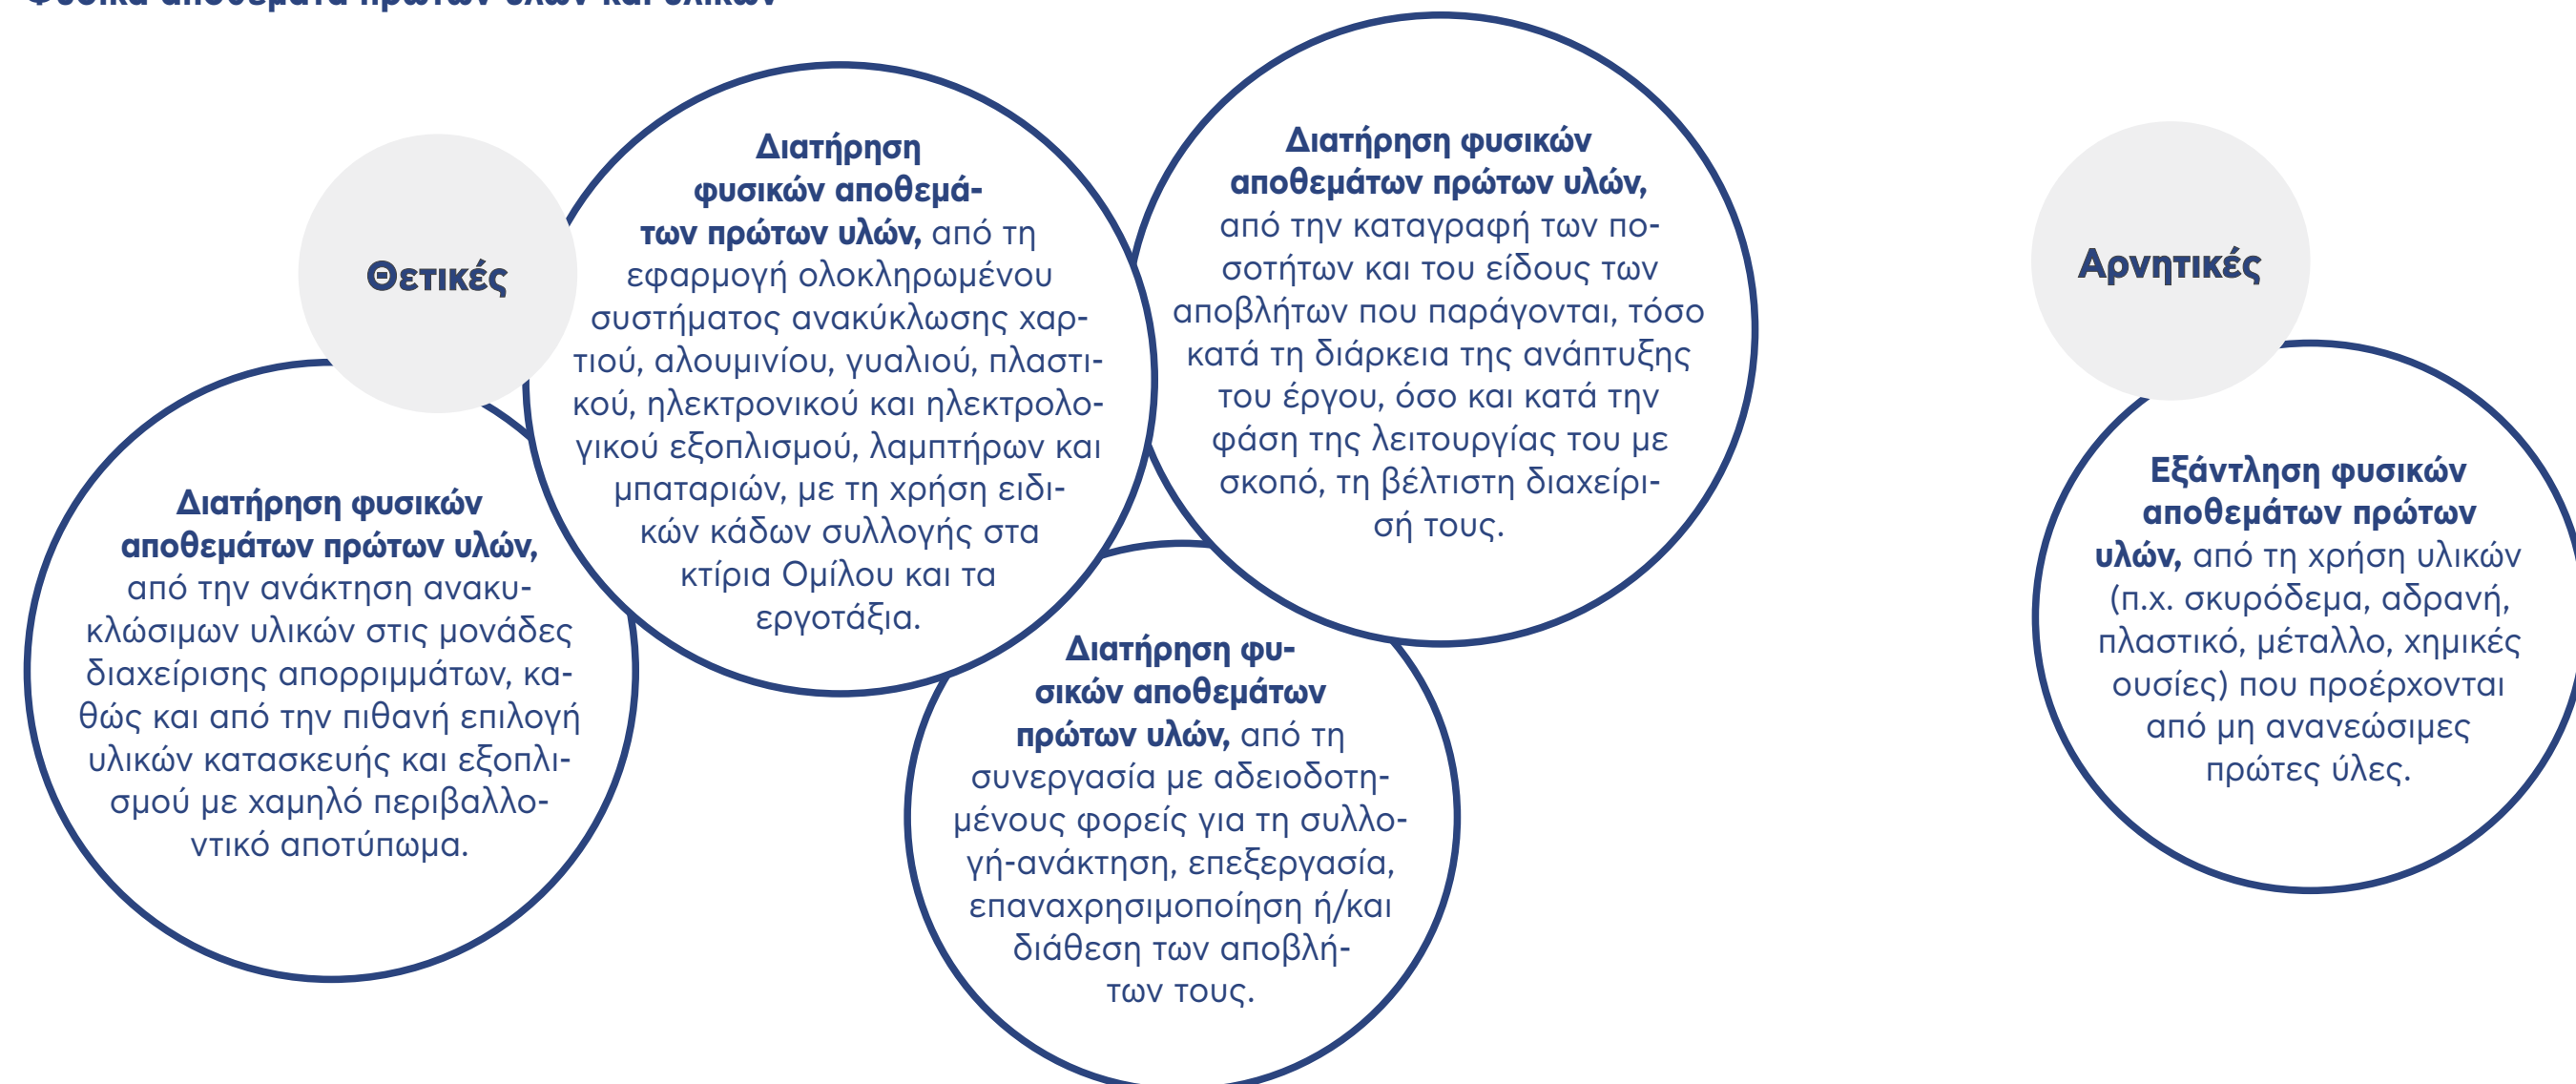 Φυσικά αποθέματα πρώτων υλών και υλικών
Θετικές
Διατήρηση φυσικών
αποθεμάτων πρώτων υλών,
από την ανάκτηση ανακυ-
κλώσιμων υλικών στις μονάδες
διαχείρισης απορριμμάτων, κα-
θώς και από την πιθανή επιλογή
υλικών κατασκευής και εξοπλι-
σμού με χαμηλό περιβαλλο-
ντικό αποτύπωμα.
Διατήρηση
φυσικών αποθεμά-
των πρώτων υλών, από τη
εφαρμογή ολοκληρωμένου
συστήματος ανακύκλωσης χαρ-
τιού, αλουμινίου, γυαλιού, πλαστι-
κού, ηλεκτρονικού και ηλεκτρολο-
γικού εξοπλισμού, λαμπτήρων και
μπαταριών, με τη χρήση ειδι-
κών κάδων συλλογής στα
κτίρια Ομίλου και τα
εργοτάξια.
Διατήρηση φυσικών
αποθεμάτων πρώτων υλών,
από την καταγραφή των πο-
σοτήτων και του είδους των
αποβλήτων που παράγονται, τόσο
κατά τη διάρκεια της ανάπτυξης
του έργου, όσο και κατά την
φάση της λειτουργίας του με
σκοπό, τη βέλτιστη διαχείρι-
σή τους.
Διατήρηση φυ-
σικών αποθεμάτων
πρώτων υλών, από τη
συνεργασία με αδειοδοτη-
μένους φορείς για τη συλλο-
γή-ανάκτηση, επεξεργασία,
επαναχρησιμοποίηση ή/και
διάθεση των αποβλή-
των τους.
Αρνητικές
Εξάντληση φυσικών
αποθεμάτων πρώτων
υλών, από τη χρήση υλικών
(π.χ. σκυρόδεμα, αδρανή,
πλαστικό, μέταλλο, χημικές
ουσίες) που προέρχονται
από μη ανανεώσιμες
πρώτες ύλες.